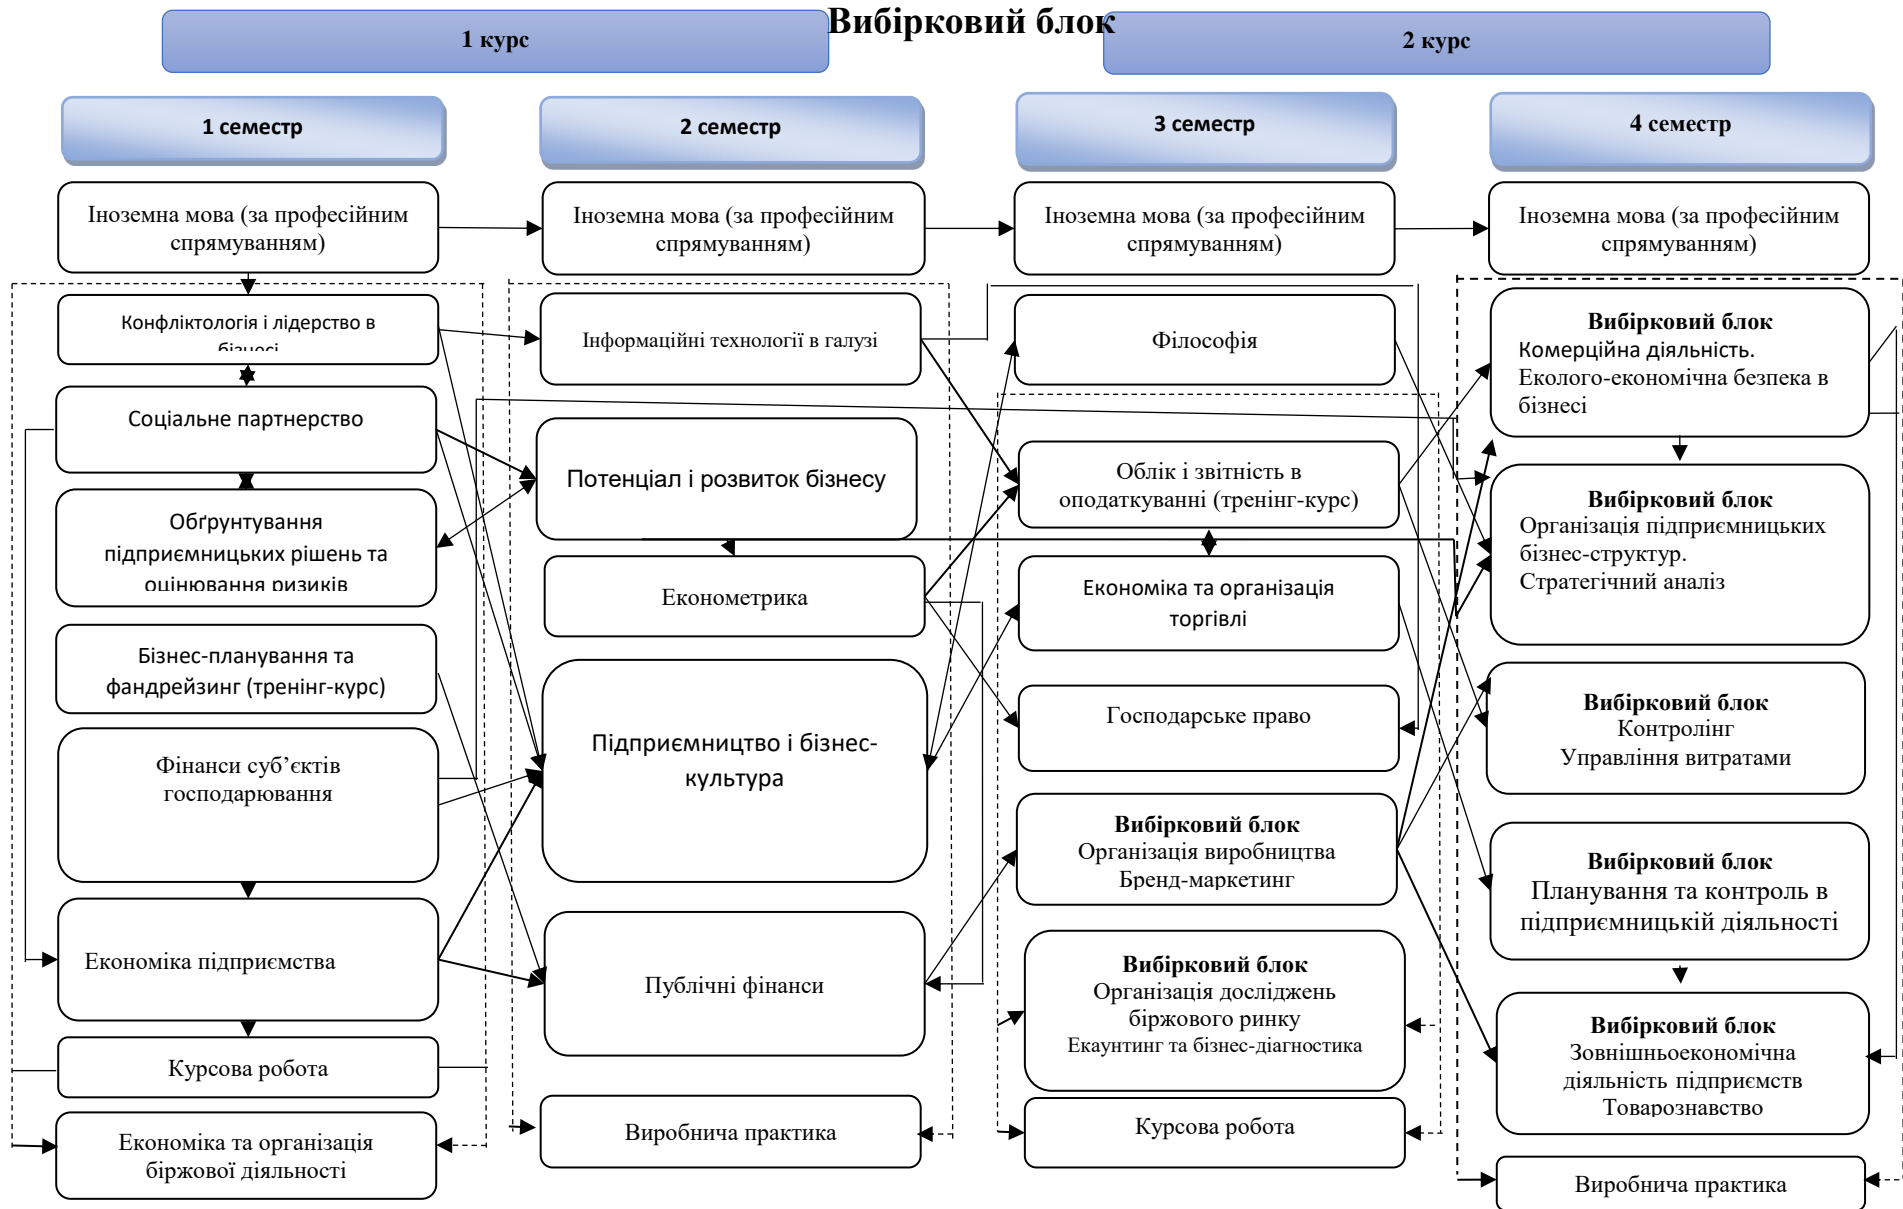 Вибірковий блок
1 курс
2 курс
1 семестр
2 семестр
3 семестр
4 семестр
Іноземна мова (за професійним
спрямуванням)
Конфліктологія і лідерство в
бізнесі
Соціальне партнерство
Обґрунтування
підприємницьких рішень та
оцінювання ризиків
Бізнес-планування та
фандрейзинг (тренінг-курс)
Фінанси суб’єктів
господарювання
Економіка підприємства
Курсова робота
Економіка та організація
біржової діяльності
Іноземна мова (за професійним
спрямуванням)
Інформаційні технології в галузі
Потенціал і розвиток бізнесу
Економетрика
Підприємництво і бізнес-
культура
Публічні фінанси
Виробнича практика
Іноземна мова (за професійним
спрямуванням)
Філософія
Облік і звітність в
оподаткуванні (тренінг-курс)
Економіка та організація
торгівлі
Господарське право
Вибірковий блок
Організація виробництва
Бренд-маркетинг
Вибірковий блок
Організація досліджень
біржового ринку
Екаунтинг та бізнес-діагностика
Курсова робота
Іноземна мова (за професійним
спрямуванням)
Вибірковий блок
Комерційна діяльність.
Еколого-економічна безпека в
бізнесі
Вибірковий блок
Організація підприємницьких
бізнес-структур.
Стратегічний аналіз
Вибірковий блок
Контролінг
Управління витратами
Вибірковий блок
Планування та контроль в
підприємницькій діяльності
Вибірковий блок
Зовнішньоекономічна
діяльність підприємств
Товарознавство
Виробнича практика